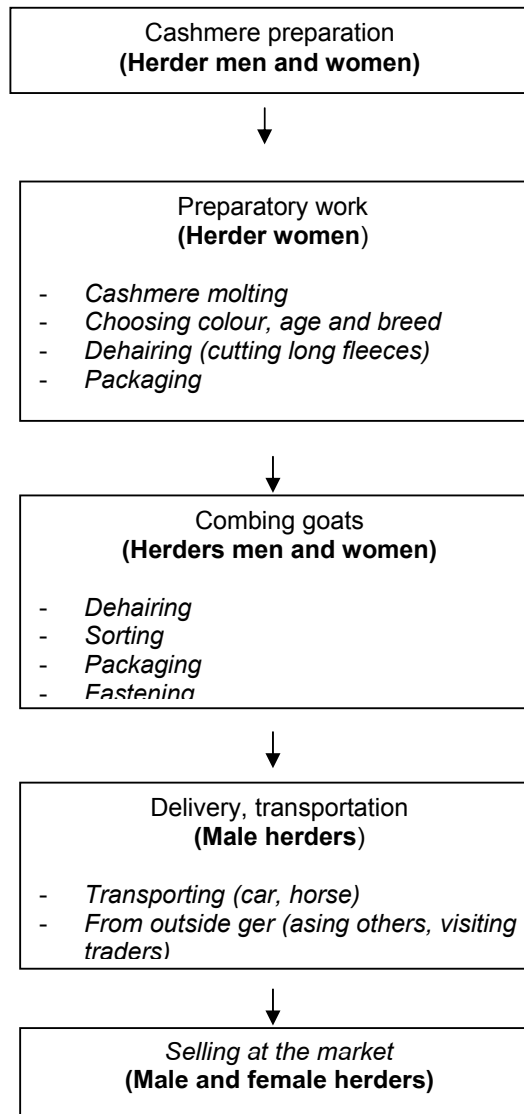 Cashmere preparation
(Herder men and women)
Preparatory work
(Herder women)
- Cashmere molting
- Choosing colour, age and breed
- Dehairing (cutting long fleeces)
- Packaging
Combing goats
(Herders men and women)
- Dehairing
- Sorting
- Packaging
- Fastening
Delivery, transportation
(Male herders)
- Transporting (car, horse)
- From outside ger (asing others, visiting
traders)
Selling at the market
(Male and female herders)